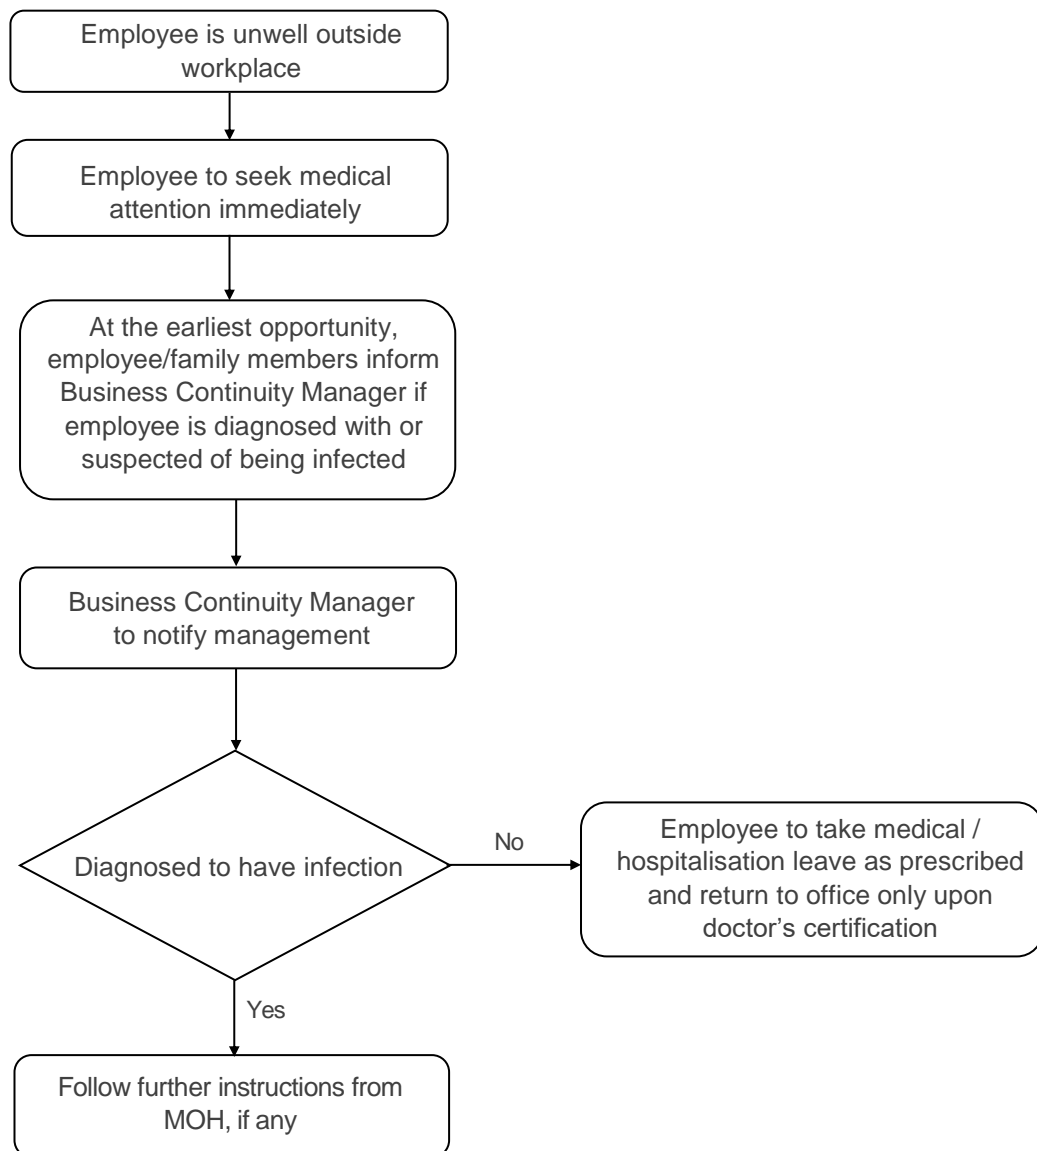 Employee is unwell outside
workplace
Employee to seek medical
attention immediately
At the earliest opportunity,
employee/family members inform
Business Continuity Manager if
employee is diagnosed with or
suspected of being infected
Business Continuity Manager
to notify management
Diagnosed to have infection
No
Employee to take medical /
hospitalisation leave as prescribed
and return to office only upon
doctor’s certification
Yes
Follow further instructions from
MOH, if any